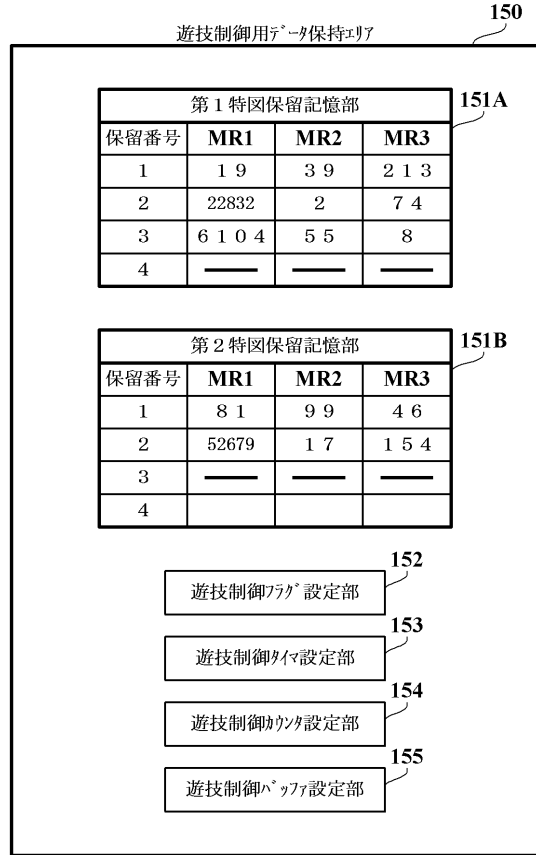 150
遊技制御用ﾃﾞｰﾀ保持ｴﾘｱ
151A
第１特図保留記憶部
保留番号 MR1 MR2 MR3
1 １９ ３９ ２１３
2 22832 2 ７４
3 ６１０４ ５５ 8
4 ―― ―― ――
151B
第２特図保留記憶部
保留番号 MR1 MR2 MR3
1 ８１ ９９ ４６
2 52679 １７ １５４
3 ―― ―― ――
4
152
遊技制御ﾌﾗｸﾞ設定部
153
遊技制御ﾀｲﾏ設定部
154
遊技制御ｶｳﾝﾀ設定部
155
遊技制御ﾊﾞｯﾌｧ設定部